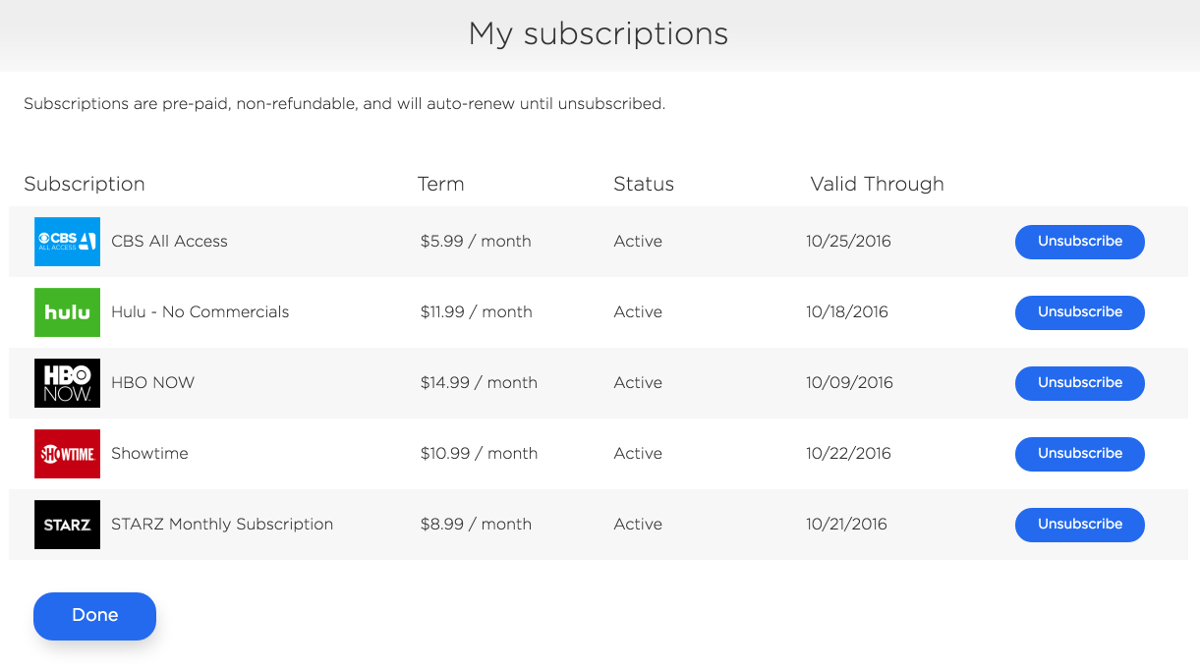 My subscriptions
Subscriptions are pre-paid, non-refundable, and will auto-renew until unsubscribed.
Subscription Term Status Valid Through
CBS ALL ACCESS CBS All Access $5.99 / month Active 10/25/2016 Unsubscribe
hulu Hulu - No Commercials $11.99 / month Active 10/18/2016 Unsubscribe
HBO NOW HBO NOW $14.99 / month Active 10/09/2016 Unsubscribe
SHOWTIME Showtime $10.99 / month Active 10/22/2016 Unsubscribe
STARZ STARZ Monthly Subscription $8.99 / month Active 10/21/2016 Unsubscribe
Done